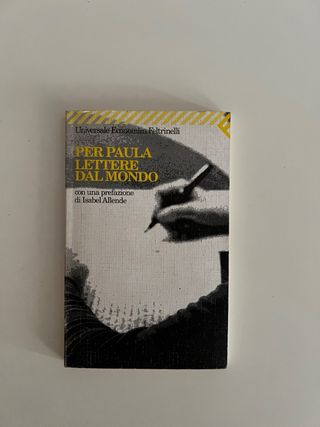 Universale Economica Feltrinelli
PER PAULA
LETTERE
DAL MONDO
con una prefazione
di Isabel Allende